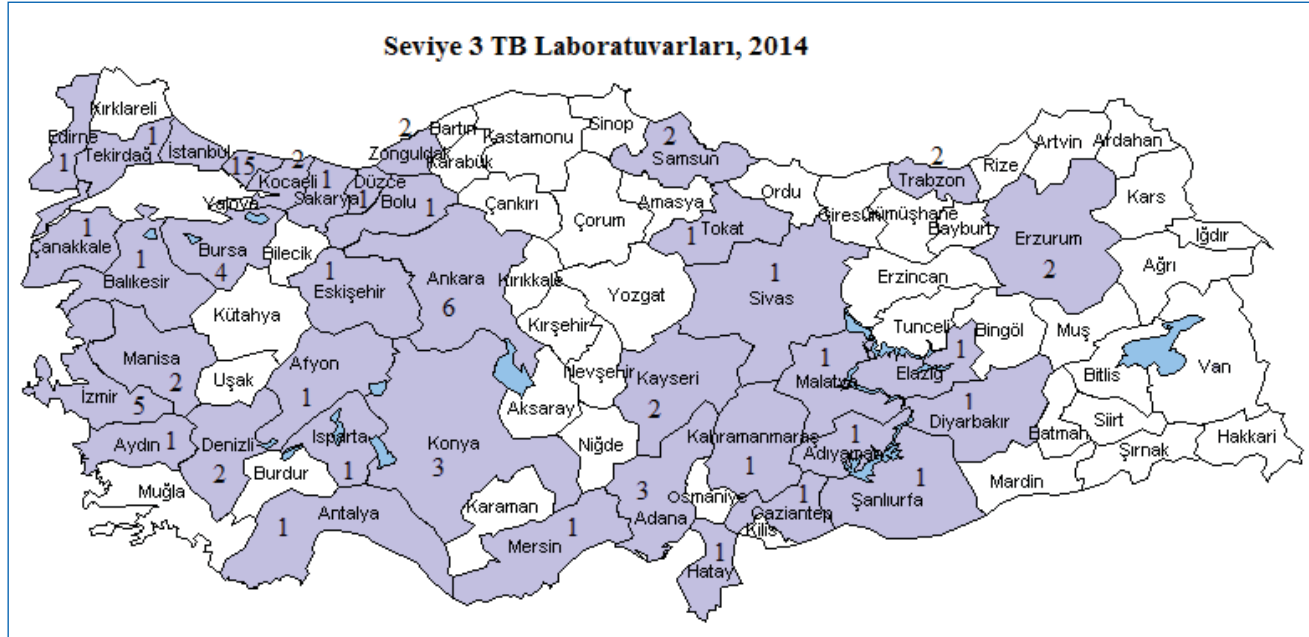 Seviye 3 TB Laboratuvarları, 2014
Kırklareli
Edirne
1
Tekirdağ
1
İstanbul
15
Kocaeli
2
Sakarya
1
Düzce
1
Bolu
1
Zonguldak
2
Bartın
Karabük
Kastamonu
Sinop
Samsun
2
Ordu
Giresun
Gümüşhane
Trabzon
2
Rize
Artvin
Ardahan
Kars
Iğdır
Bayburt
Erzurum
2
Ağrı
Yalova
Çanakkale
1
Balıkesir
1
Bursa
4
Bilecik
Eskişehir
1
Ankara
6
Çankırı
Çorum
Amasya
Tokat
1
Kırıkkale
Yozgat
Sivas
1
Erzincan
Tunceli
Bingöl
Muş
Bitlis
Van
Kütahya
Kırşehir
Nevşehir
Manisa
2
Uşak
Afyon
1
İzmir
5
Aydın
1
Denizli
2
Isparta
1
Burdur
Muğla
Antalya
1
Konya
3
Aksaray
Niğde
Karaman
Mersin
1
Kayseri
2
Kahramanmaraş
1
Malatya
1
Elazığ
1
Adıyaman
1
Diyarbakır
1
Batman
Siirt
Şırnak
Hakkari
Mardin
Şanlıurfa
1
Gaziantep
1
Kilis
Osmaniye
Adana
3
Hatay
1